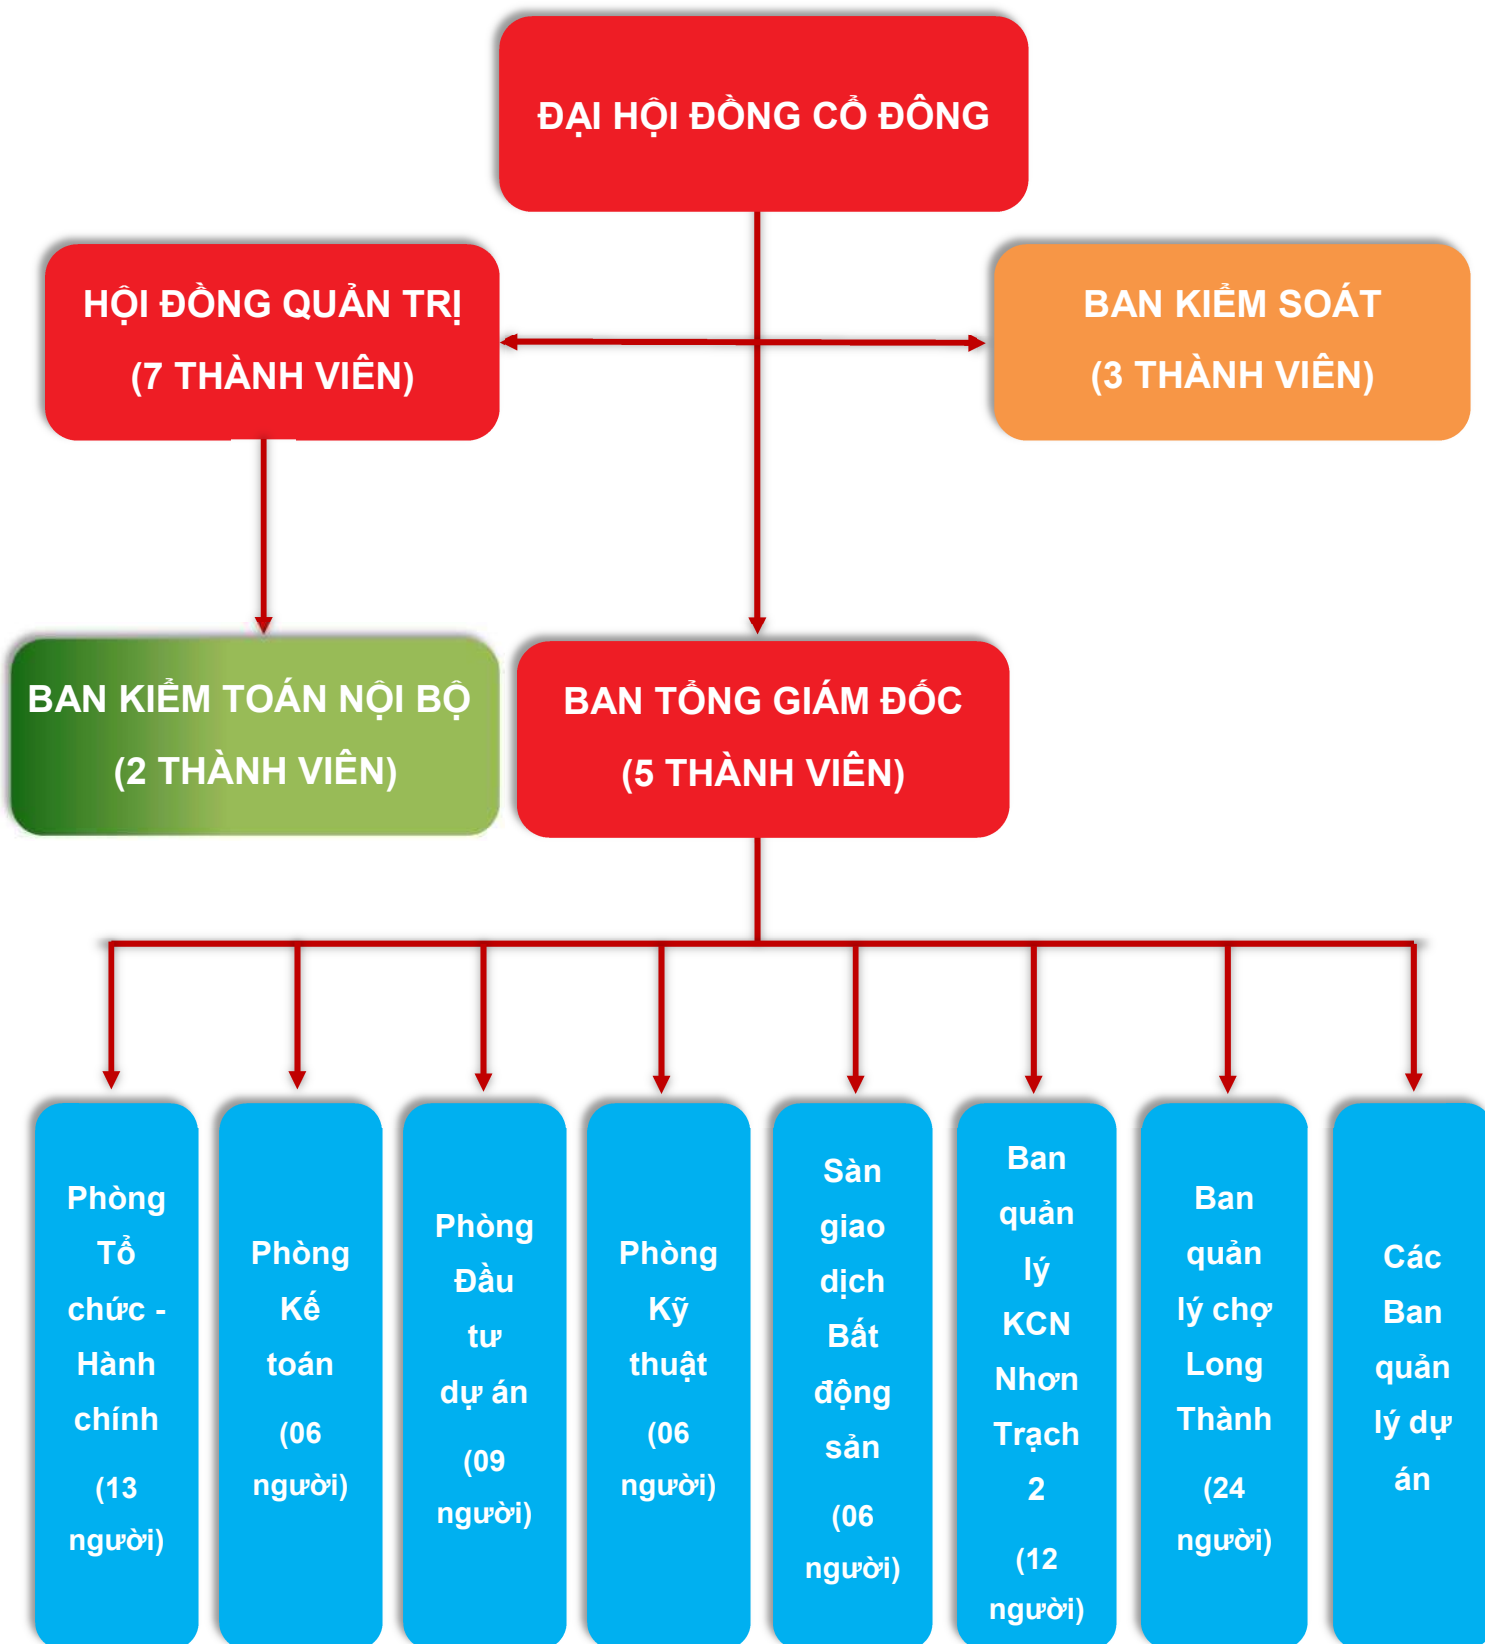 ĐẠI HỘI ĐỒNG CỔ ĐÔNG
HỘI ĐỒNG QUẢN TRỊ
(7 THÀNH VIÊN)
BAN KIỂM SOÁT
(3 THÀNH VIÊN)
BAN KIỂM TOÁN NỘI BỘ
(2 THÀNH VIÊN)
BAN TỔNG GIÁM ĐỐC
(5 THÀNH VIÊN)
Phòng
Tổ
chức -
Hành
chính
(13
người)
Phòng
Kế
toán
(06
người)
Phòng
Đầu
tư
dự án
(09
người)
Phòng
Kỹ
thuật
(06
người)
Sàn
giao
dịch
Bất
động
sản
(06
người)
Ban
quản
lý
KCN
Nhơn
Trạch
2
(12
người)
Ban
quản
lý chợ
Long
Thành
(24
người)
Các
Ban
quản
lý dự
án